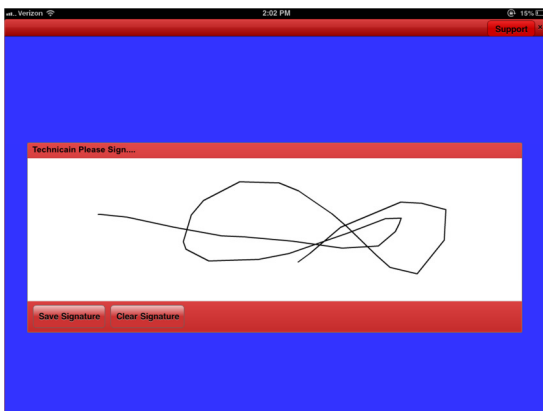 Verizon 2:02 PM 15%
Support ×
Technicain Please Sign....
Save Signature Clear Signature